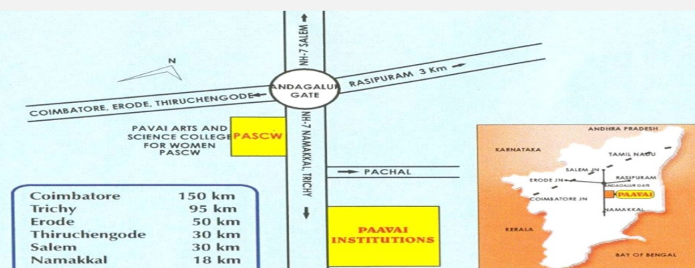 NH-7 SALEM
N
ANDAGALUR
GATE
RASIPURAM 3 Km
COIMBATORE, ERODE, THIRUCHENGODE
PAVAI ARTS AND
SCIENCE COLLEGE
FOR WOMEN
PASCW
PASCW
NH-7 NAMAKKAL, TRICHY
PACHAL
PAAVAI
INSTITUTIONS
Coimbatore 150 km
Trichy 95 km
Erode 50 km
Thiruchengode 30 km
Salem 30 km
Namakkal 18 km
ANDHRA PRADESH
KARNATAKA
TAMIL NADU
SALEM JN
ERODE JN
RASIPURAM
ANDAGALUR GATE
PAAVAI
COIMBATORE JN
NAMAKKAL
KERALA
BAY OF BENGAL